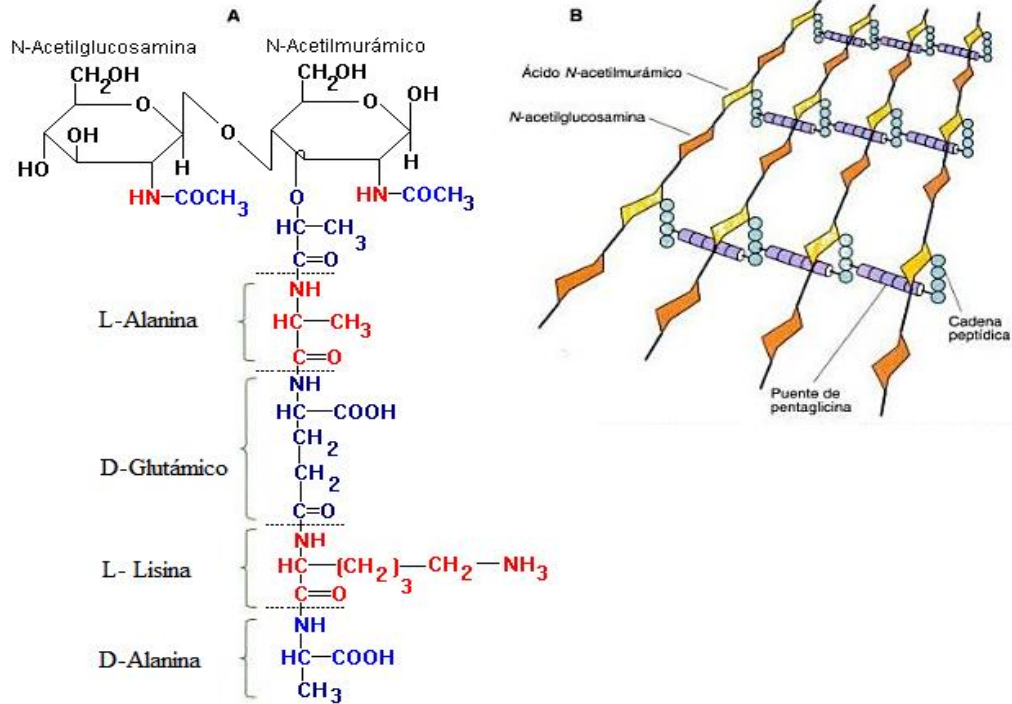 A
N-Acetilglucosamina
N-Acetilmurámico
CH2OH
O
OH
HO
H
HN-COCH3
O
CH2OH
O
OH
H
HN-COCH3
O
HC-CH3
C=O
L-Alanina
NH
HC-CH3
C=O
D-Glutámico
NH
HC-COOH
CH2
CH2
C=O
L- Lisina
NH
HC-(CH2)3-CH2-NH3
C=O
D-Alanina
NH
HC-COOH
CH3
B
Ácido N-acetilmurámico
N-acetilglucosamina
Cadena
peptídica
Puente de
pentaglicina